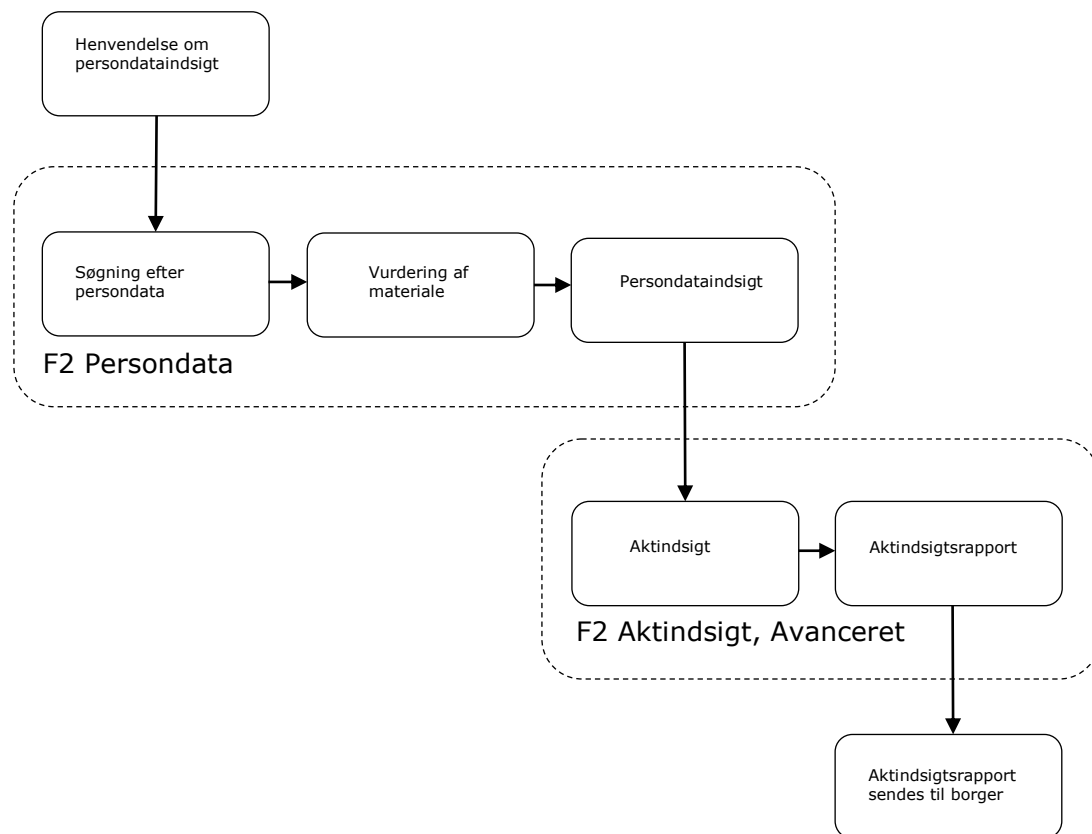 Henvendelse om
persondataindsigt
Søgning efter
persondata
Vurdering af
materiale
Persondataindsigt
F2 Persondata
Aktindsigt
Aktindsigtsrapport
F2 Aktindsigt, Avanceret
Aktindsigtsrapport
sendes til borger